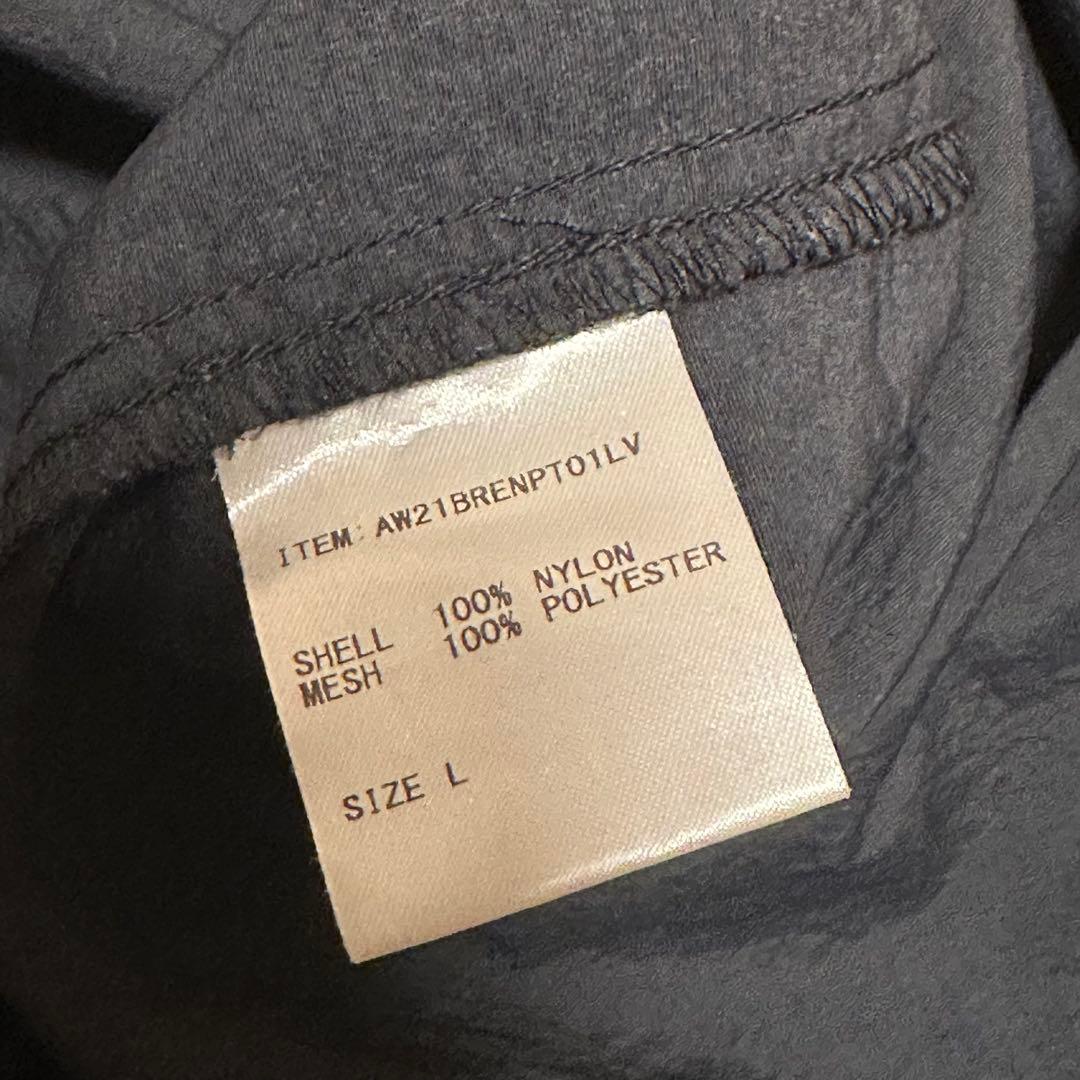 ITEM: AW21BRENPT01LV
SHELL 100% NYLON
MESH 100% POLYESTER
SIZE L